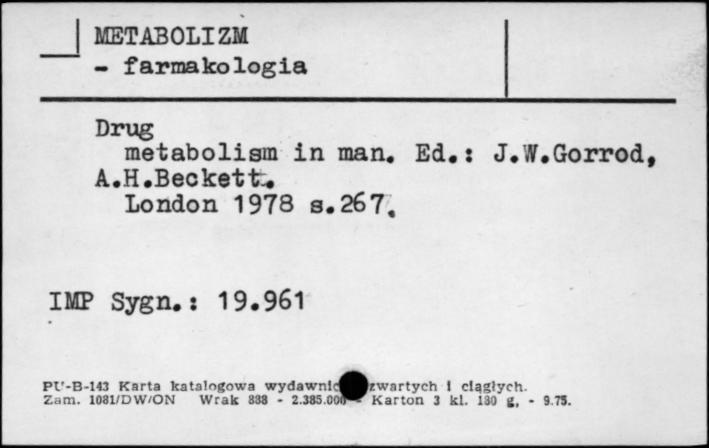 METABOLIZM
- farmakologia
Drug
metabolism in man. Ed.: J.W.Gorrod,
A.H.Beckett.
London 1978 s.267.
IMP Sygn.: 19.961
PU-B-143 Karta katalogowa wydawnic zwartych i ciągłych.
Zam. 1081/DW/ON Wrak 888 - 2.385.000 - Karton 3 kl. 180 g, - 9.75.